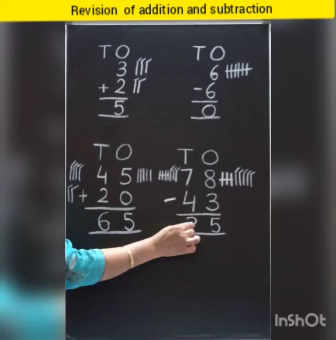 Revision of addition and subtraction
T O
3
+ 2
5
T O
6
- 6
0
T O
4 5
+ 2 0
6 5
T O
7 8
- 4 3
3 5
InShOt